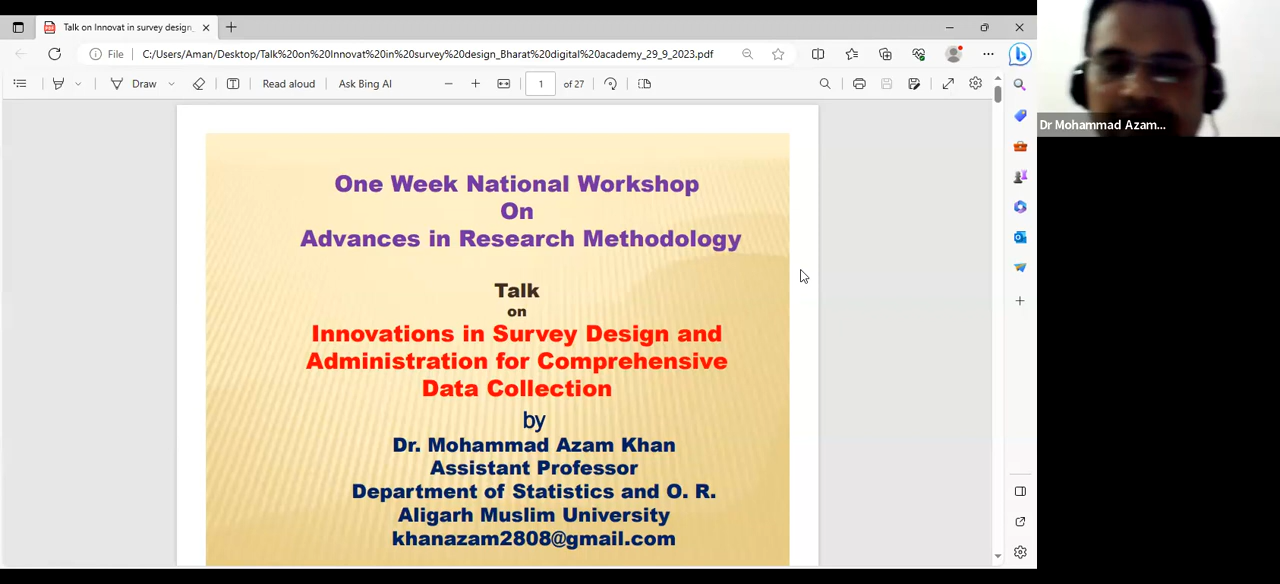 Talk on Innovat in survey design_
File
C:/Users/Aman/Desktop/Talk%20on%20Innovat%20in%20survey%20design_Bharat%20digital%20academy_29_9_2023.pdf
Draw
Read aloud
Ask Bing AI
1
of 27
Dr Mohammad Azam...
One Week National Workshop
On
Advances in Research Methodology
Talk
on
Innovations in Survey Design and
Administration for Comprehensive
Data Collection
by
Dr. Mohammad Azam Khan
Assistant Professor
Department of Statistics and O. R.
Aligarh Muslim University
khanazam2808@gmail.com